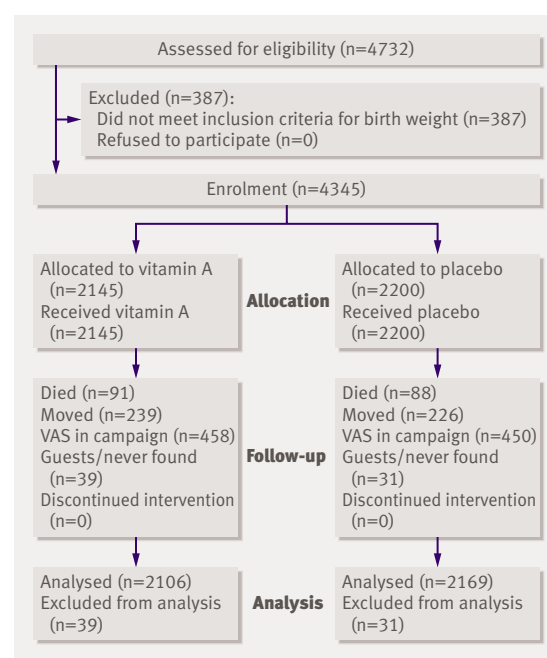 Assessed for eligibility (n=4732)
Excluded (n=387):
Did not meet inclusion criteria for birth weight (n=387)
Refused to participate (n=0)
Enrolment (n=4345)
Allocated to vitamin A
(n=2145)
Received vitamin A
(n=2145)
Allocation
Allocated to placebo
(n=2200)
Received placebo
(n=2200)
Died (n=91)
Moved (n=239)
VAS in campaign (n=458)
Guests/never found
(n=39)
Discontinued intervention
(n=0)
Follow-up
Died (n=88)
Moved (n=226)
VAS in campaign (n=450)
Guests/never found
(n=31)
Discontinued intervention
(n=0)
Analysed (n=2106)
Excluded from analysis
(n=39)
Analysis
Analysed (n=2169)
Excluded from analysis
(n=31)